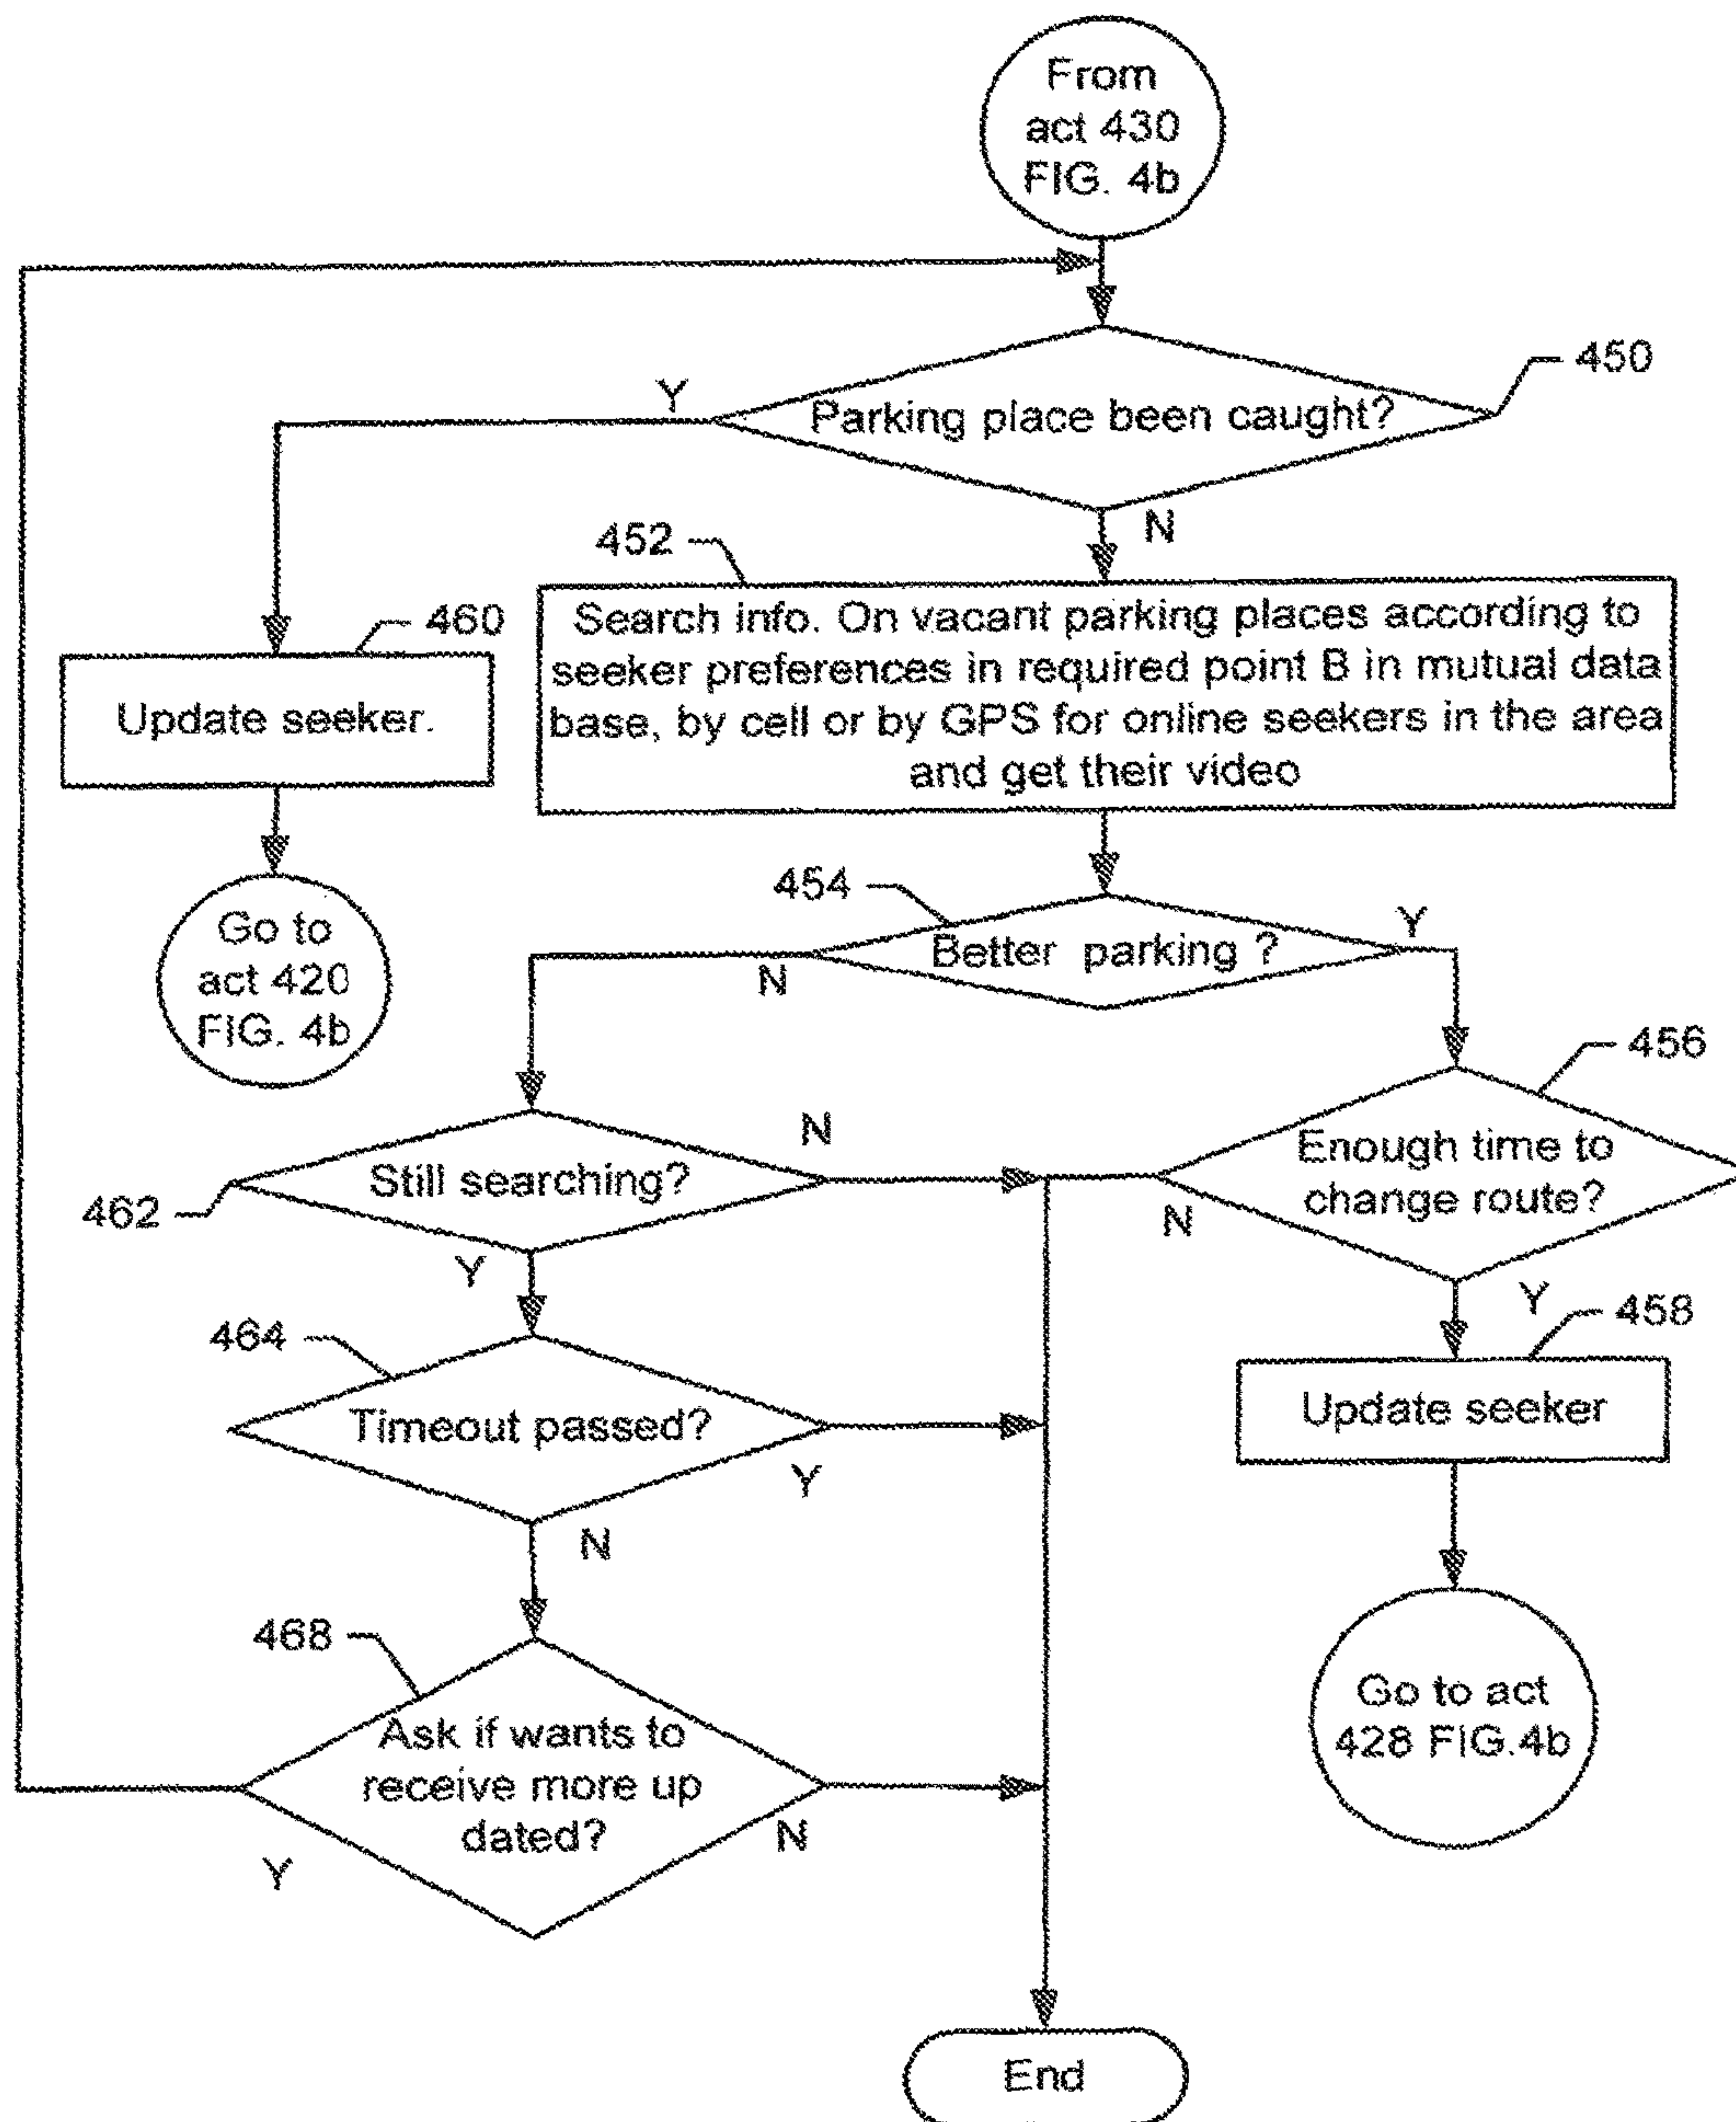 From
act 430
FIG. 4b
450
Parking place been caught?
Y
N
452
Search info. On vacant parking places according to
seeker preferences in required point B in mutual data
base, by cell or by GPS for online seekers in the area
and get their video
460
Update seeker.
Go to
act 420
FIG. 4b
454
Better parking ?
Y
N
456
Enough time to
change route?
N
Y
462
Still searching?
N
Y
458
Update seeker
464
Timeout passed?
Y
N
Go to act
428 FIG.4b
468
Ask if wants to
receive more up
dated?
Y
N
End